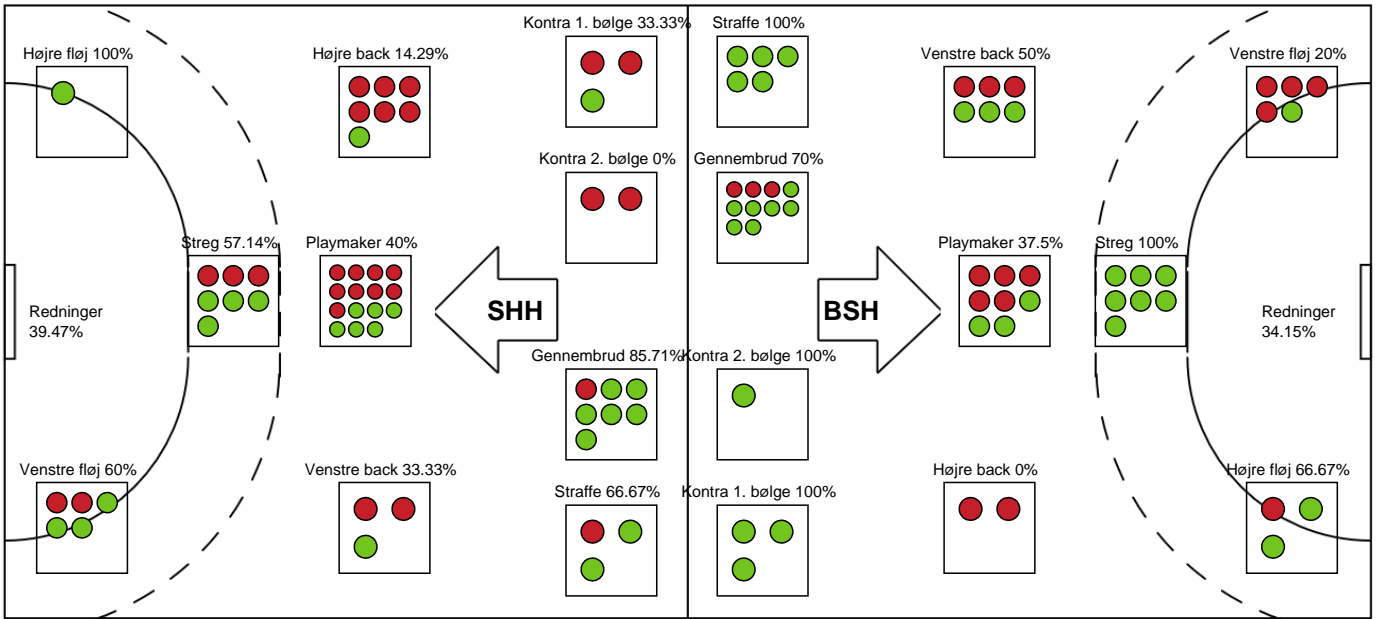 Kontra 1. bølge 33.33%
Straffe 100%
Højre fløj 100%
Højre back 14.29%
Venstre back 50%
Venstre fløj 20%
Kontra 2. bølge 0%
Gennembrud 70%
Streg 57.14%
Playmaker 40%
Playmaker 37.5%
Streg 100%
Redninger
39.47%
SHH
BSH
Redninger
34.15%
Gennembrud 85.71%
Kontra 2. bølge 100%
Venstre fløj 60%
Venstre back 33.33%
Højre back 0%
Højre fløj 66.67%
Straffe 66.67%
Kontra 1. bølge 100%